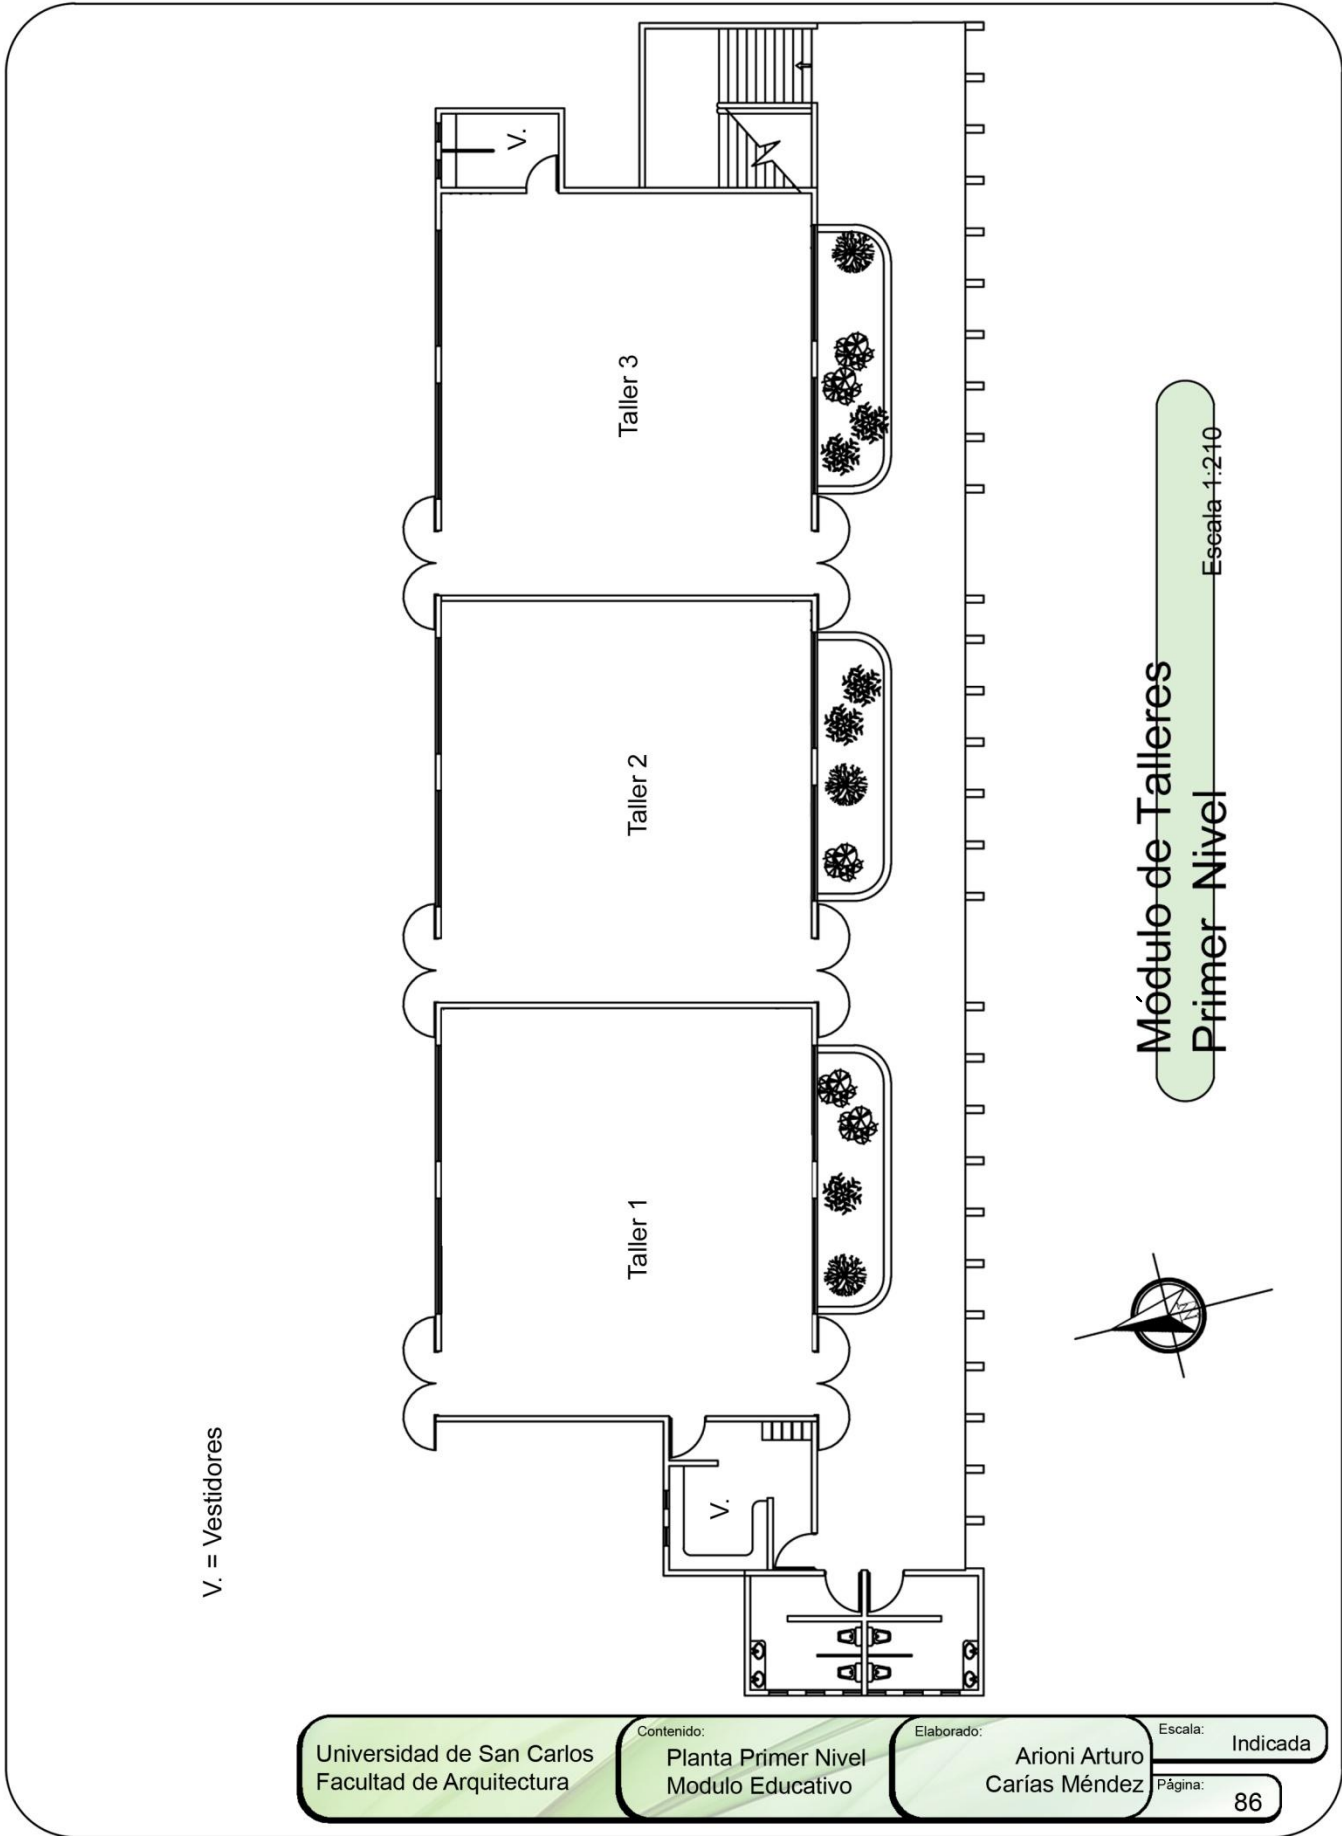 V.
Taller 3
Taller 2
Taller 1
V.
V. = Vestidores
Módulo de Talleres
Primer Nivel
Escala 1:210
N
Universidad de San Carlos
Facultad de Arquitectura
Contenido:
Planta Primer Nivel
Modulo Educativo
Elaborado:
Arioni Arturo
Carías Méndez
Escala:
Indicada
Página:
86